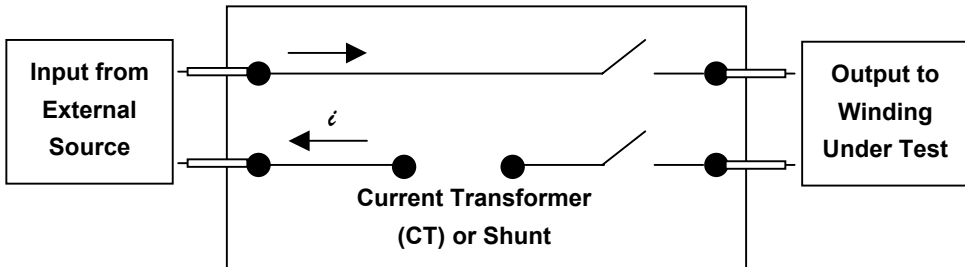 Input from
External
Source
i
Current Transformer
(CT) or Shunt
Output to
Winding
Under Test